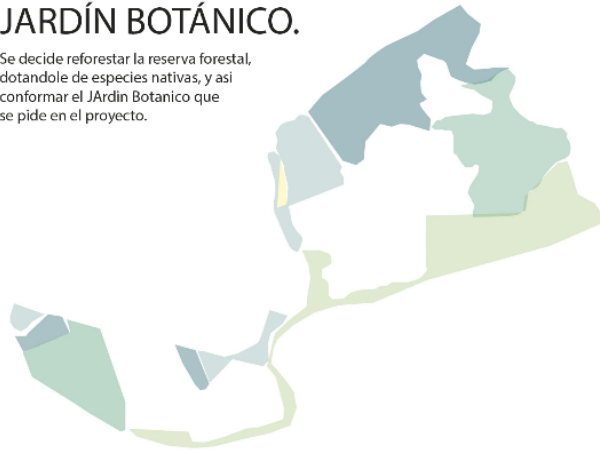 JARDÍN BOTÁNICO.
Se decide reforestar la reserva forestal,
dotandole de especies nativas, y asi
conformar el JArdin Botanico que
se pide en el proyecto.